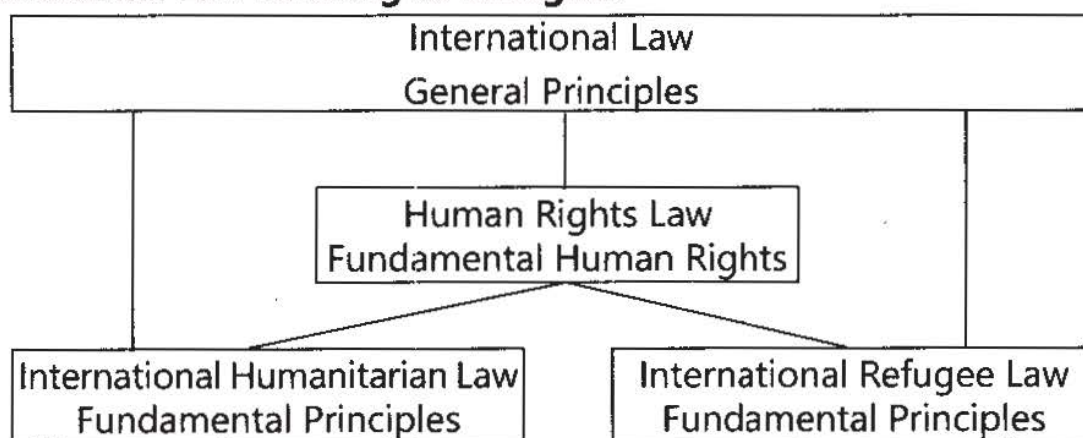 International Law
General Principles
Human Rights Law
Fundamental Human Rights
International Humanitarian Law
Fundamental Principles
International Refugee Law
Fundamental Principles